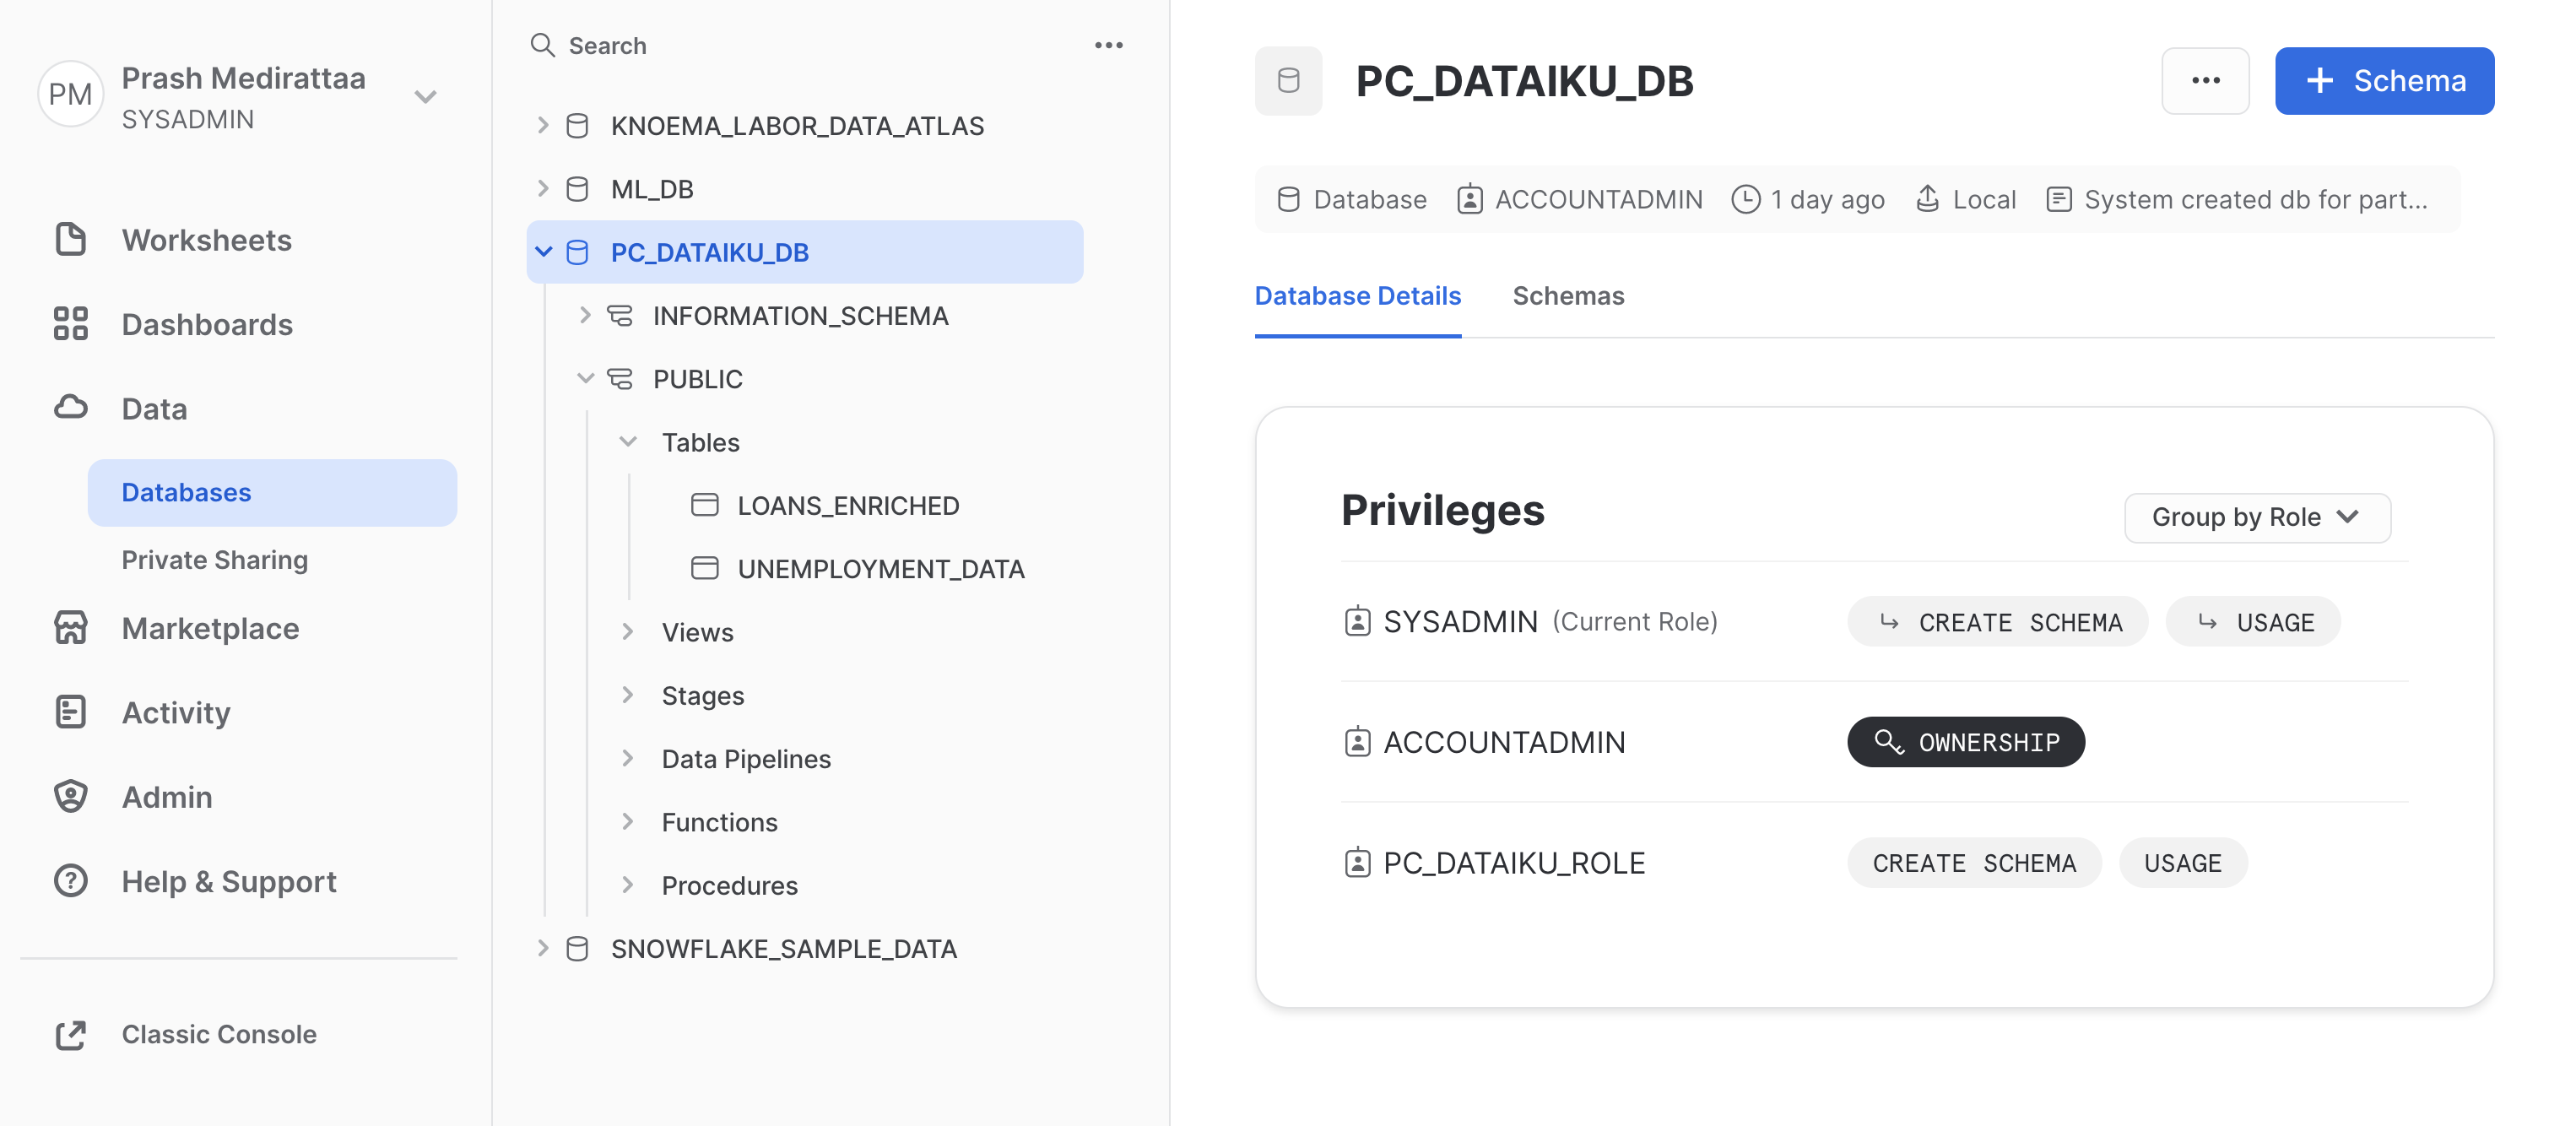 PM
Prash Medirattaa
SYSADMIN
Worksheets
Dashboards
Data
Databases
Private Sharing
Marketplace
Activity
Admin
Help & Support
Classic Console
Search
KNOEMA_LABOR_DATA_ATLAS
ML_DB
PC_DATAIKU_DB
INFORMATION_SCHEMA
PUBLIC
Tables
LOANS_ENRICHED
UNEMPLOYMENT_DATA
Views
Stages
Data Pipelines
Functions
Procedures
SNOWFLAKE_SAMPLE_DATA
PC_DATAIKU_DB
Schema
Database ACCOUNTADMIN 1 day ago Local System created db for part...
Database Details Schemas
Privileges
Group by Role
SYSADMIN (Current Role) CREATE SCHEMA USAGE
ACCOUNTADMIN OWNERSHIP
PC_DATAIKU_ROLE CREATE SCHEMA USAGE